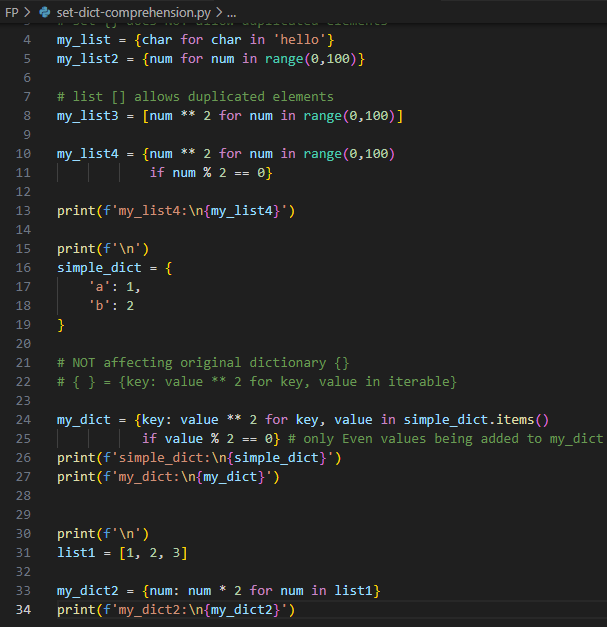 FP > set-dict-comprehension.py > ...
3 # set {} does NOT allow duplicated elements
4 my_list = {char for char in 'hello'}
5 my_list2 = {num for num in range(0,100)}
6
7 # list [] allows duplicated elements
8 my_list3 = [num ** 2 for num in range(0,100)]
9
10 my_list4 = {num ** 2 for num in range(0,100)
11             if num % 2 == 0}
12
13 print(f'my_list4:\n{my_list4}')
14
15 print(f'\n')
16 simple_dict = {
17     'a': 1,
18     'b': 2
19 }
20
21 # NOT affecting original dictionary {}
22 # { } = {key: value ** 2 for key, value in iterable}
23
24 my_dict = {key: value ** 2 for key, value in simple_dict.items()
25            if value % 2 == 0} # only Even values being added to my_dict
26 print(f'simple_dict:\n{simple_dict}')
27 print(f'my_dict:\n{my_dict}')
28
29
30 print(f'\n')
31 list1 = [1, 2, 3]
32
33 my_dict2 = {num: num * 2 for num in list1}
34 print(f'my_dict2:\n{my_dict2}')